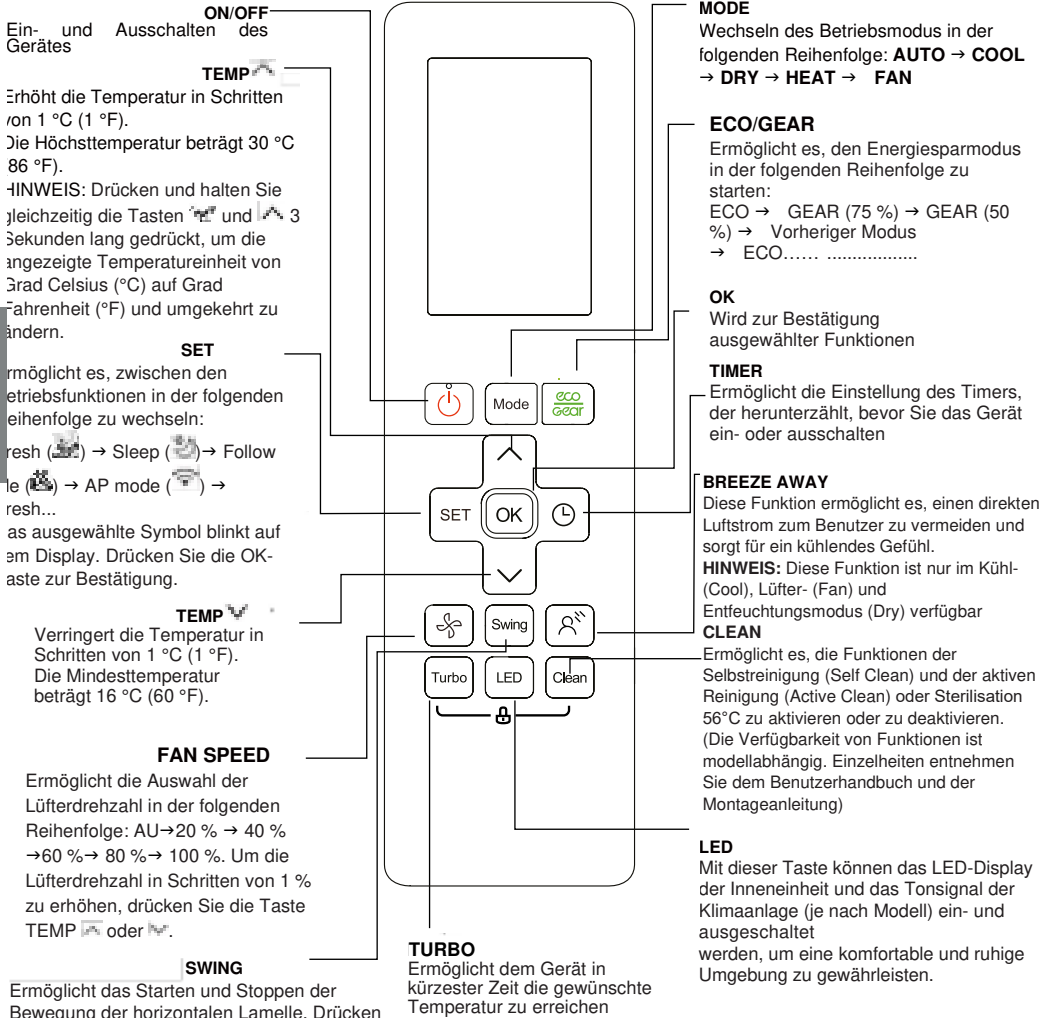 ON/OFF
Ein- und Ausschalten des
Gerätes
TEMP
Erhöht die Temperatur in Schritten
von 1 °C (1 °F).
Die Höchsttemperatur beträgt 30 °C
(86 °F).
HINWEIS: Drücken und halten Sie
gleichzeitig die Tasten und 3
Sekunden lang gedrückt, um die
angezeigte Temperatureinheit von
Grad Celsius (°C) auf Grad
Fahrenheit (°F) und umgekehrt zu
ändern.
SET
rmöglicht es, zwischen den
etriebsfunktionen in der folgenden
eihenfolge zu wechseln:
resh ( ) → Sleep ( )→ Follow
le ( ) → AP mode ( ) →
resh...
as ausgewählte Symbol blinkt auf
em Display. Drücken Sie die OK-
aste zur Bestätigung.
TEMP
Verringert die Temperatur in
Schritten von 1 °C (1 °F).
Die Mindesttemperatur
beträgt 16 °C (60 °F).
FAN SPEED
Ermöglicht die Auswahl der
Lüfterdrehzahl in der folgenden
Reihenfolge: AU→20 % → 40 %
→60 %→ 80 %→ 100 %. Um die
Lüfterdrehzahl in Schritten von 1 %
zu erhöhen, drücken Sie die Taste
TEMP oder .
SWING
Ermöglicht das Starten und Stoppen der
Bewegung der horizontalen Lamelle. Drücken
Mode
eco
Gear
SET
OK
Swing
Turbo
LED
Clean
TURBO
Ermöglicht dem Gerät in
kürzester Zeit die gewünschte
Temperatur zu erreichen
MODE
Wechseln des Betriebsmodus in der
folgenden Reihenfolge: AUTO → COOL
→ DRY → HEAT → FAN
ECO/GEAR
Ermöglicht es, den Energiesparmodus
in der folgenden Reihenfolge zu
starten:
ECO → GEAR (75 %) → GEAR (50
%) → Vorheriger Modus
→ ECO…… ..................
OK
Wird zur Bestätigung
ausgewählter Funktionen
TIMER
Ermöglicht die Einstellung des Timers,
der herunterzählt, bevor Sie das Gerät
ein- oder ausschalten
BREEZE AWAY
Diese Funktion ermöglicht es, einen direkten
Luftstrom zum Benutzer zu vermeiden und
sorgt für ein kühlendes Gefühl.
HINWEIS: Diese Funktion ist nur im Kühl-
(Cool), Lüfter- (Fan) und
Entfeuchtungsmodus (Dry) verfügbar
CLEAN
Ermöglicht es, die Funktionen der
Selbstreinigung (Self Clean) und der aktiven
Reinigung (Active Clean) oder Sterilisation
56°C zu aktivieren oder zu deaktivieren.
(Die Verfügbarkeit von Funktionen ist
modellabhängig. Einzelheiten entnehmen
Sie dem Benutzerhandbuch und der
Montageanleitung)
LED
Mit dieser Taste können das LED-Display
der Inneneinheit und das Tonsignal der
Klimaanlage (je nach Modell) ein- und
ausgeschaltet
werden, um eine komfortable und ruhige
Umgebung zu gewährleisten.